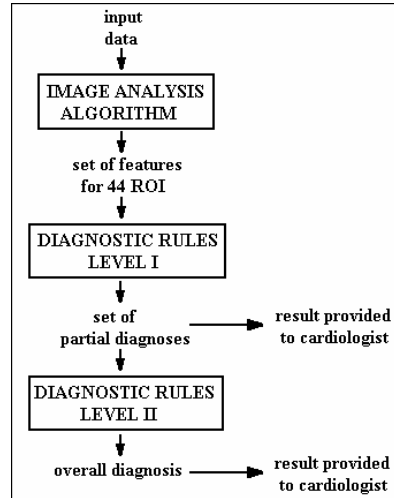 input
data
IMAGE ANALYSIS
ALGORITHM
set of features
for 44 ROI
DIAGNOSTIC RULES
LEVEL I
set of
partial diagnoses
result provided
to cardiologist
DIAGNOSTIC RULES
LEVEL II
overall diagnosis
result provided
to cardiologist